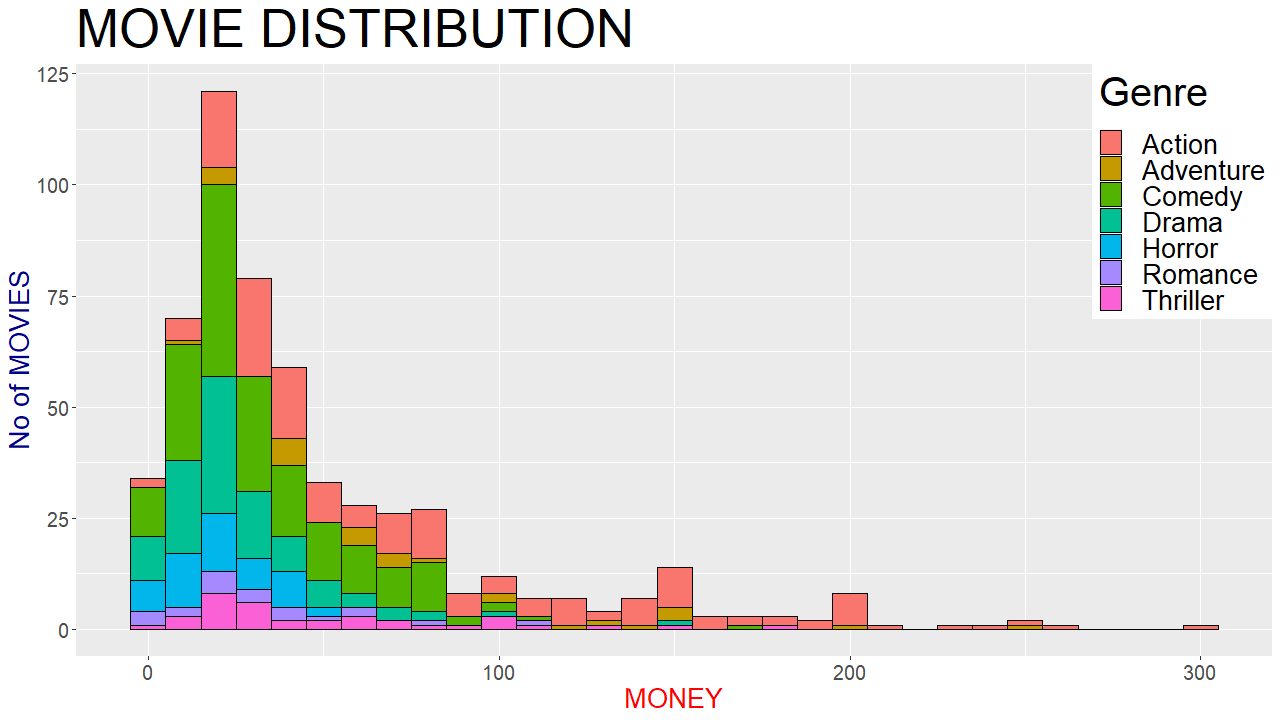 MOVIE DISTRIBUTION
Genre
Action
Adventure
Comedy
Drama
Horror
Romance
Thriller
No of MOVIES
125
100
75
50
25
0
0 100 200 300
MONEY